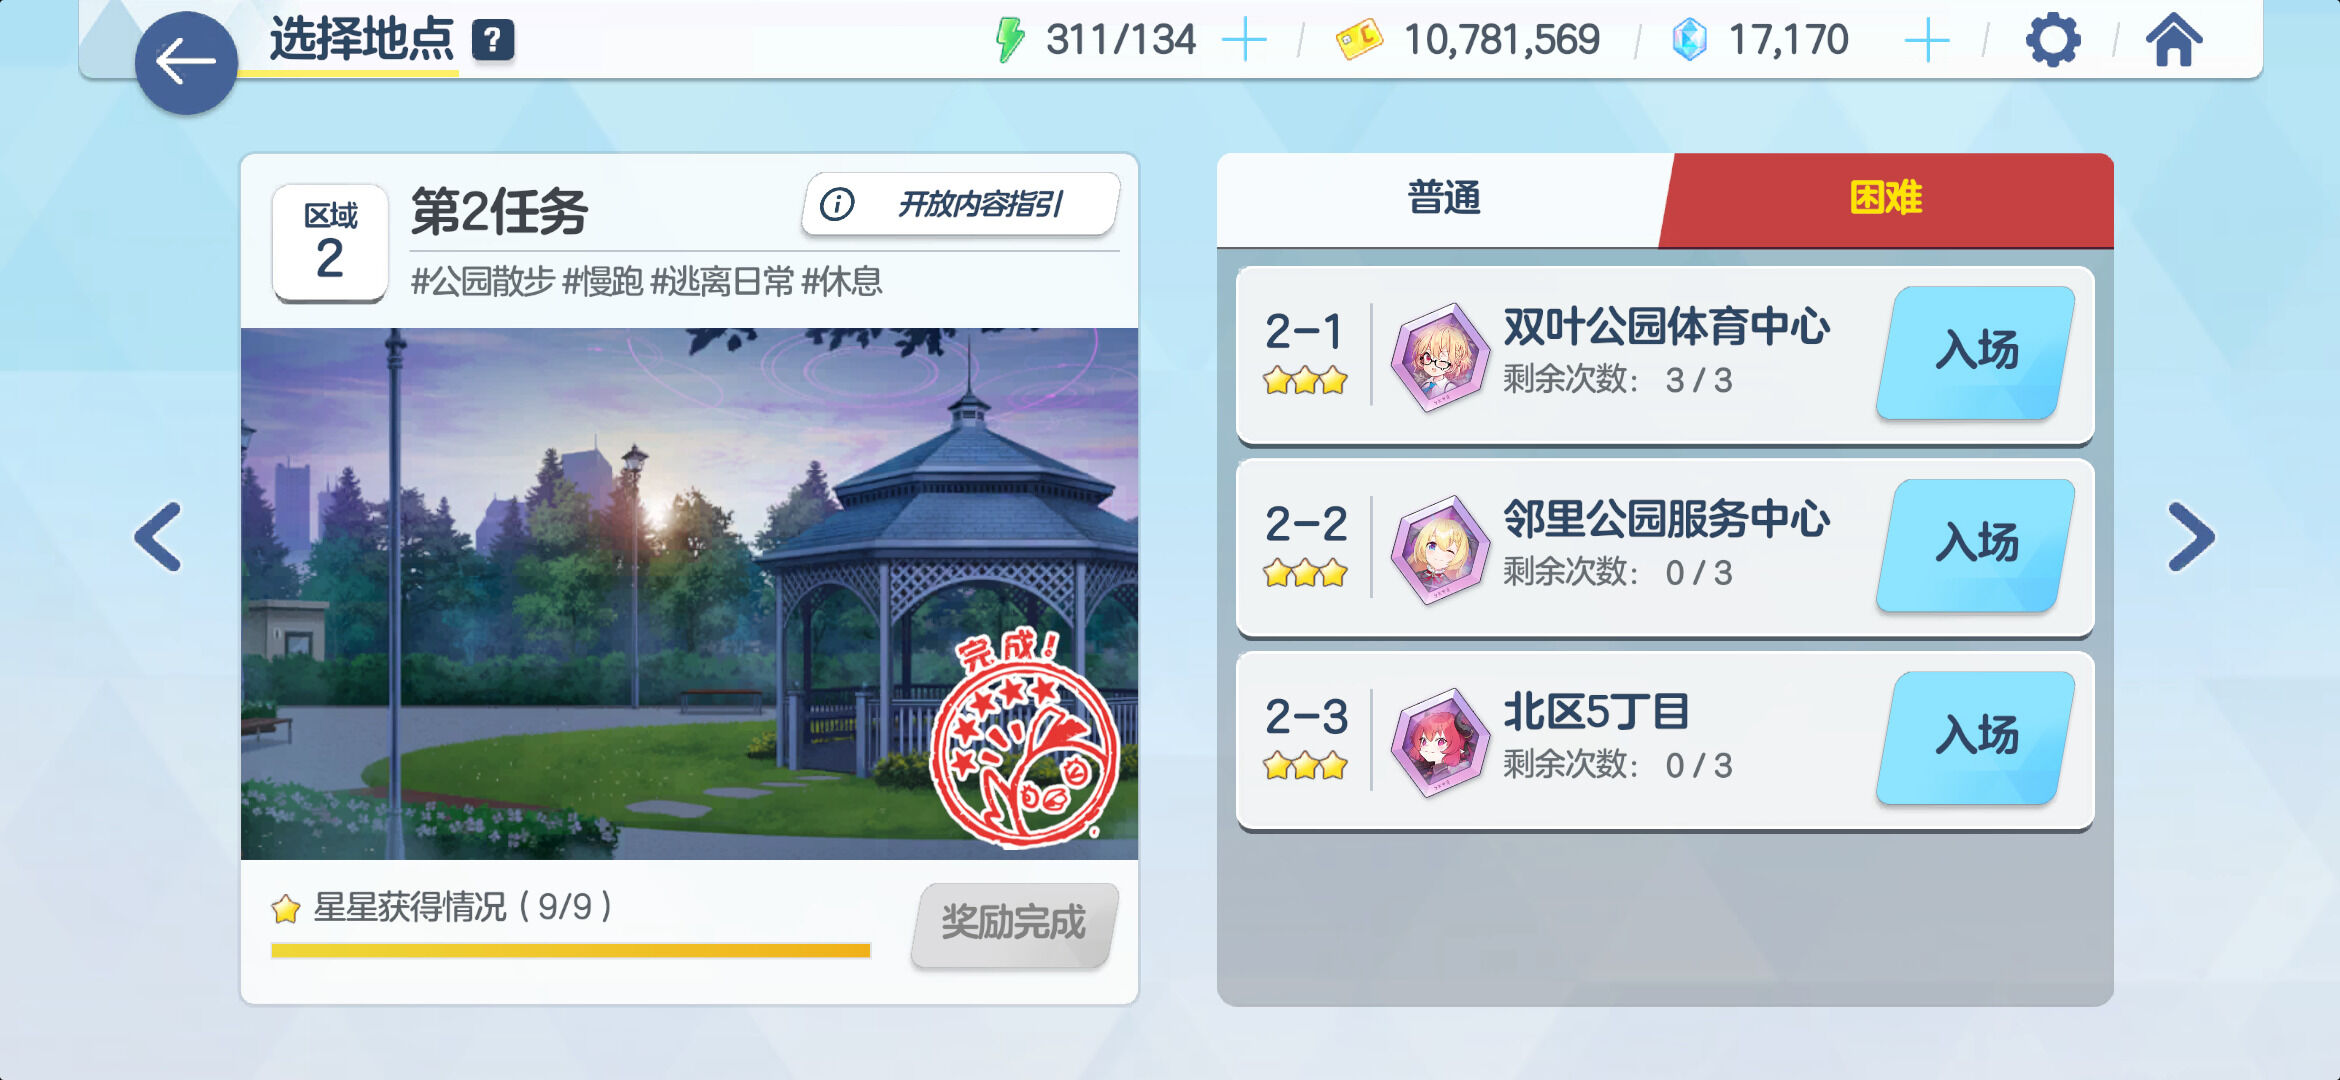 选择地点 ?
311/134
10,781,569
17,170
区域
2
第2任务
开放内容指引
#公园散步 #慢跑 #逃离日常 #休息
完成!
星星获得情况 ( 9/9 )
奖励完成
普通
困难
2-1
双叶公园体育中心
剩余次数: 3 / 3
入场
2-2
邻里公园服务中心
剩余次数: 0 / 3
入场
2-3
北区5丁目
剩余次数: 0 / 3
入场